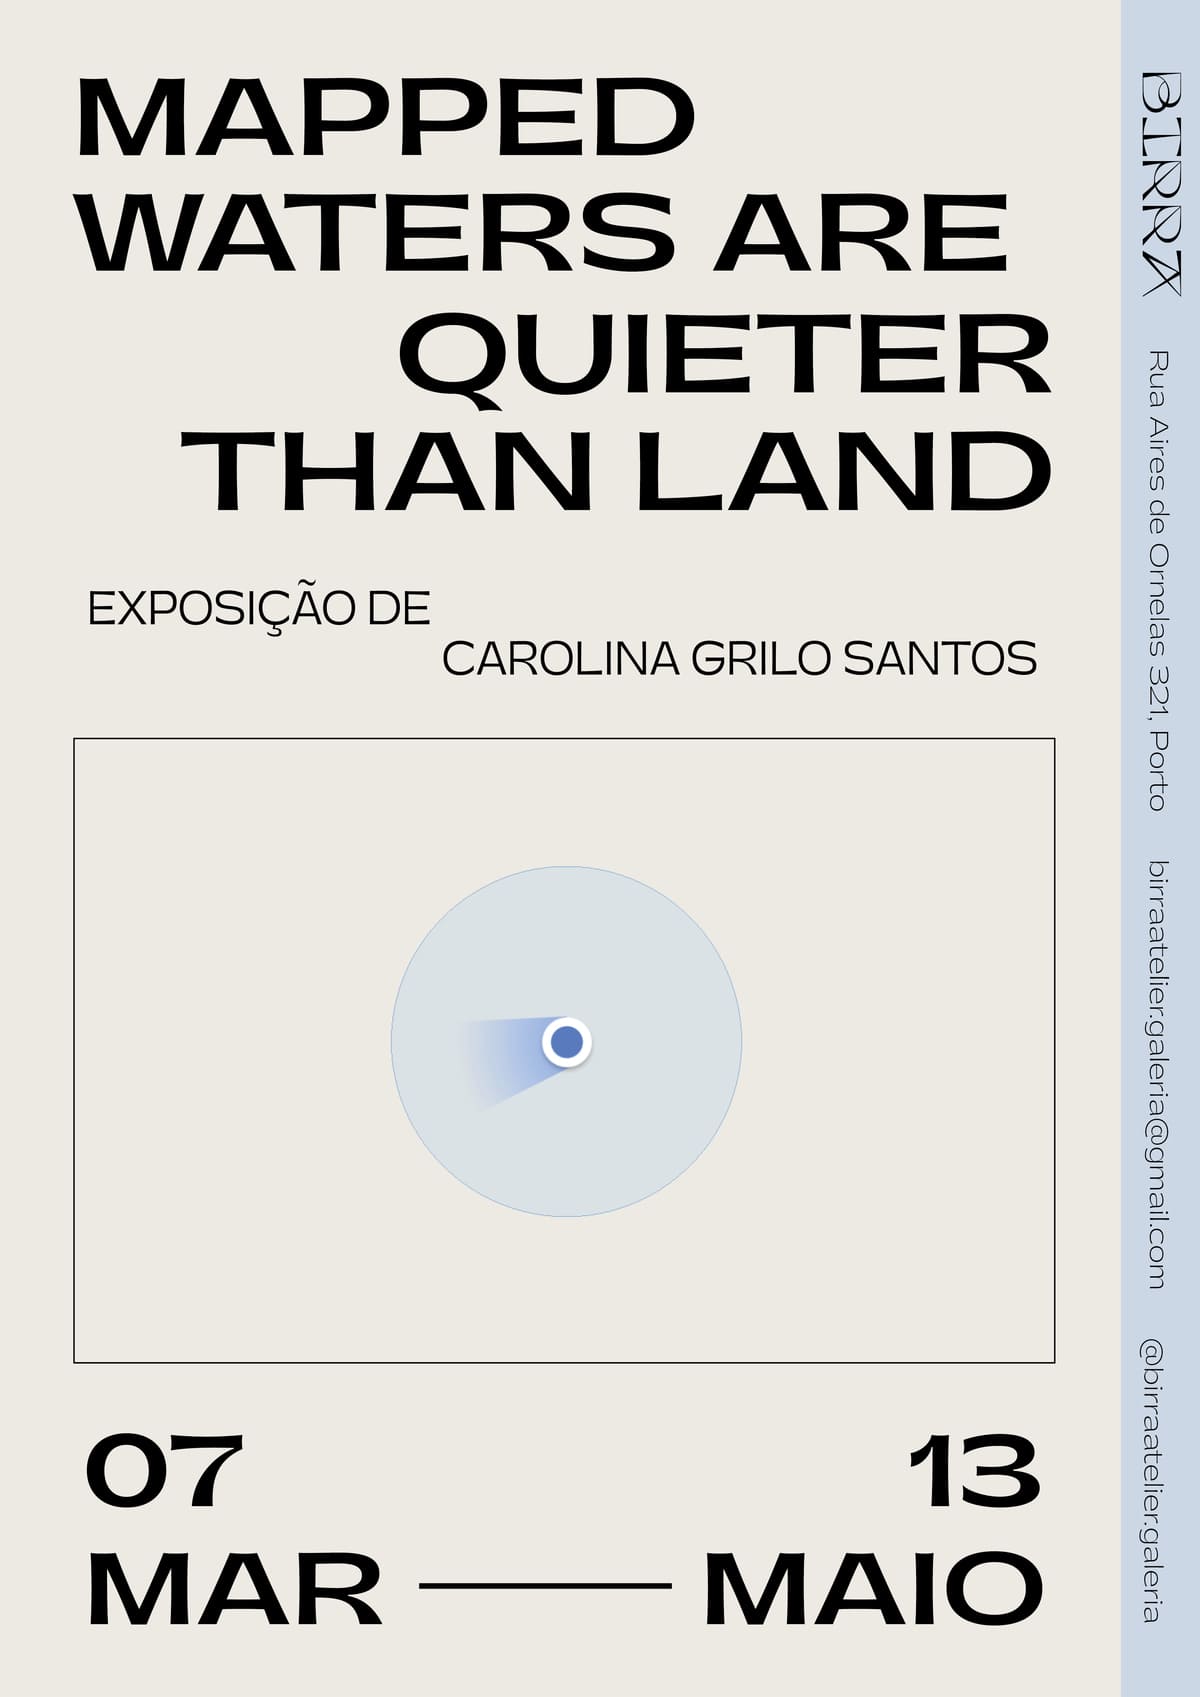 MAPPED
WATERS ARE
QUIETER
THAN LAND
EXPOSIÇÃO DE
CAROLINA GRILO SANTOS
07
MAR
13
MAIO
BIRRA
Rua Aires de Ornelas 321, Porto
birraatelier.galeria@gmail.com
@birraatelier.galeria